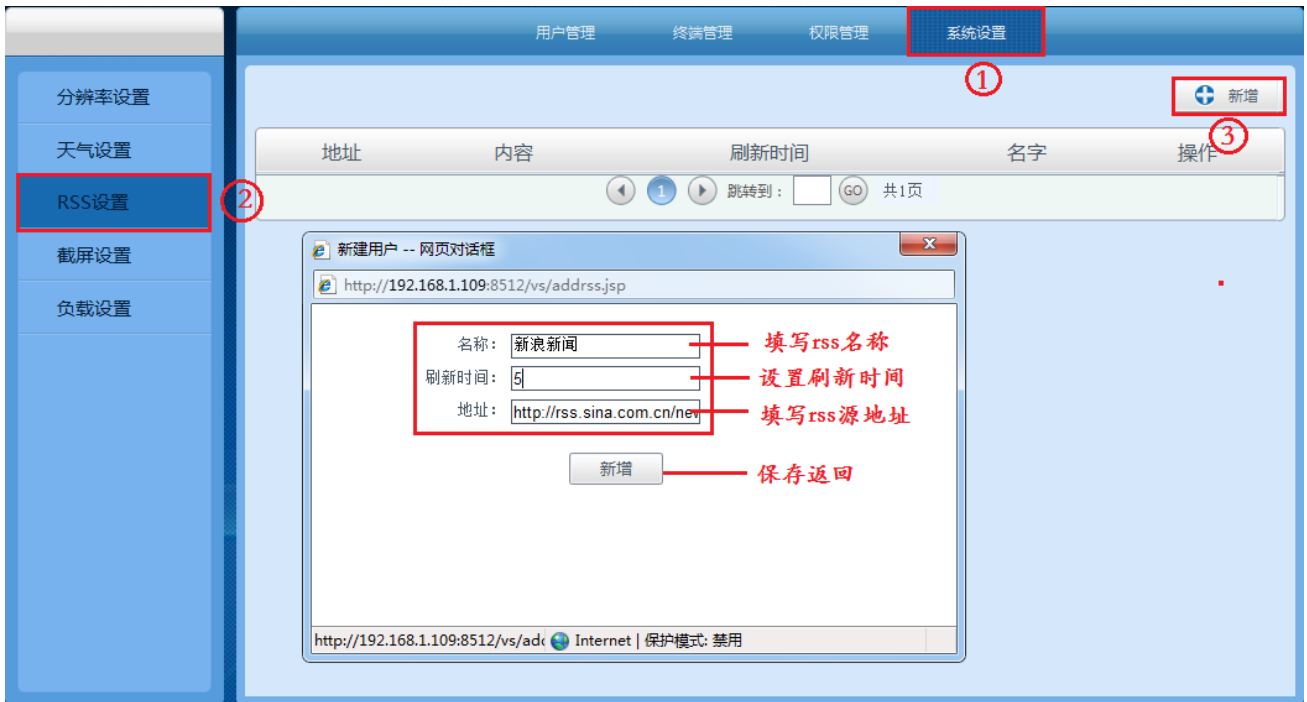 用户管理 终端管理 权限管理 系统设置
①
新增
③
分辨率设置
天气设置
RSS设置
②
截屏设置
负载设置
地址 内容 刷新时间 名字 操作
1 跳转到: GO 共1页
新建用户 -- 网页对话框
http://192.168.1.109:8512/vs/addrss.jsp
名称: 新浪新闻 填写rss名称
刷新时间: 5 设置刷新时间
地址: http://rss.sina.com.cn/nev 填写rss源地址
新增 保存返回
http://192.168.1.109:8512/vs/adc Internet | 保护模式: 禁用